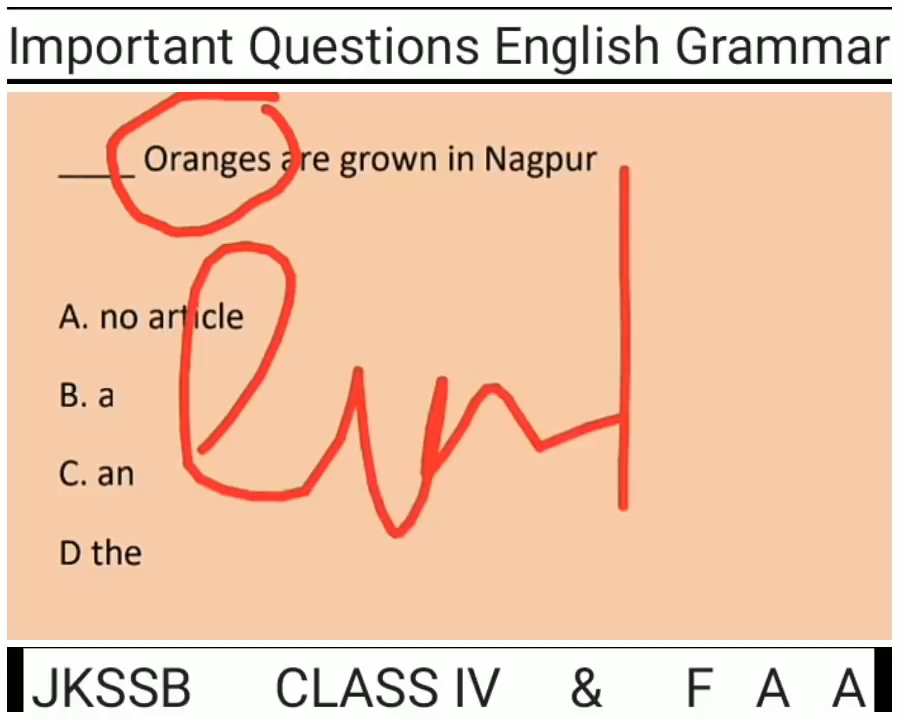 Important Questions English Grammar
____ Oranges are grown in Nagpur
A. no article
B. a
C. an
D the
JKSSB CLASS IV & F A A